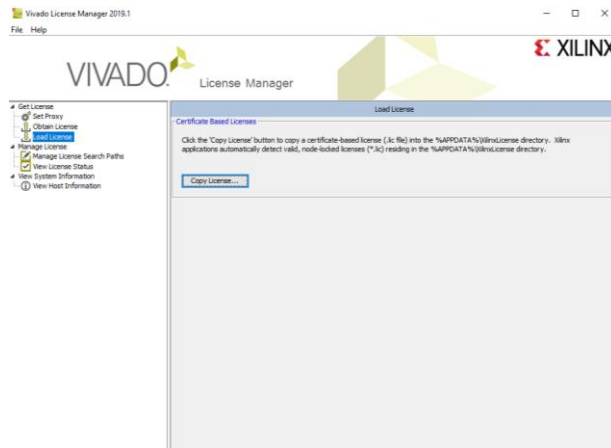 Vivado License Manager 2019.1
File Help
VIVADO.
License Manager
XILINX
Get License
Set Proxy
Obtain License
Load License
Manage License
Manage License Search Paths
View License Status
View System Information
View Host Information
Load License
Certificate Based Licenses
Click the 'Copy License' button to copy a certificate-based license (.lic file) into the %APPDATA%\XilinxLicense directory. Xilinx
applications automatically detect valid, node-locked licenses (*.lic) residing in the %APPDATA%\XilinxLicense directory.
Copy License...